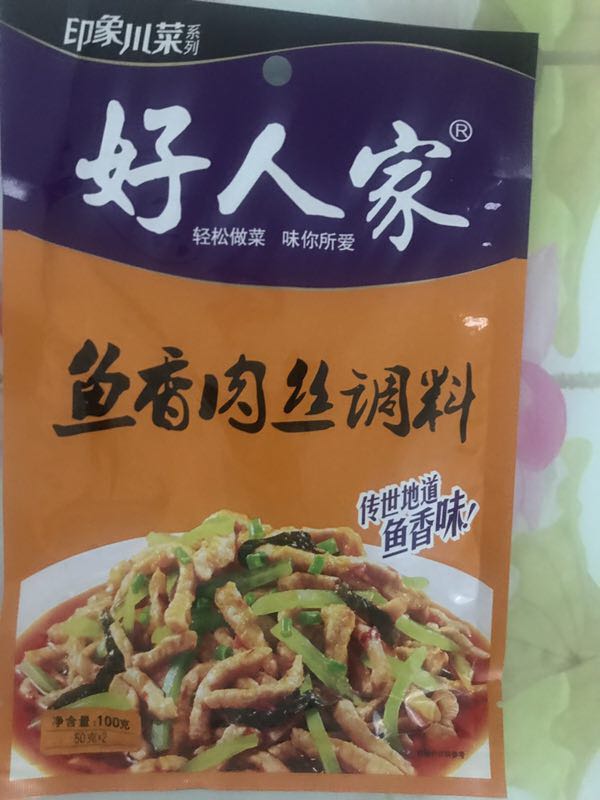 印象川菜系列
好人家®
轻松做菜 味你所爱
鱼香肉丝调料
传世地道
鱼香味!
净含量:100克
50克×2